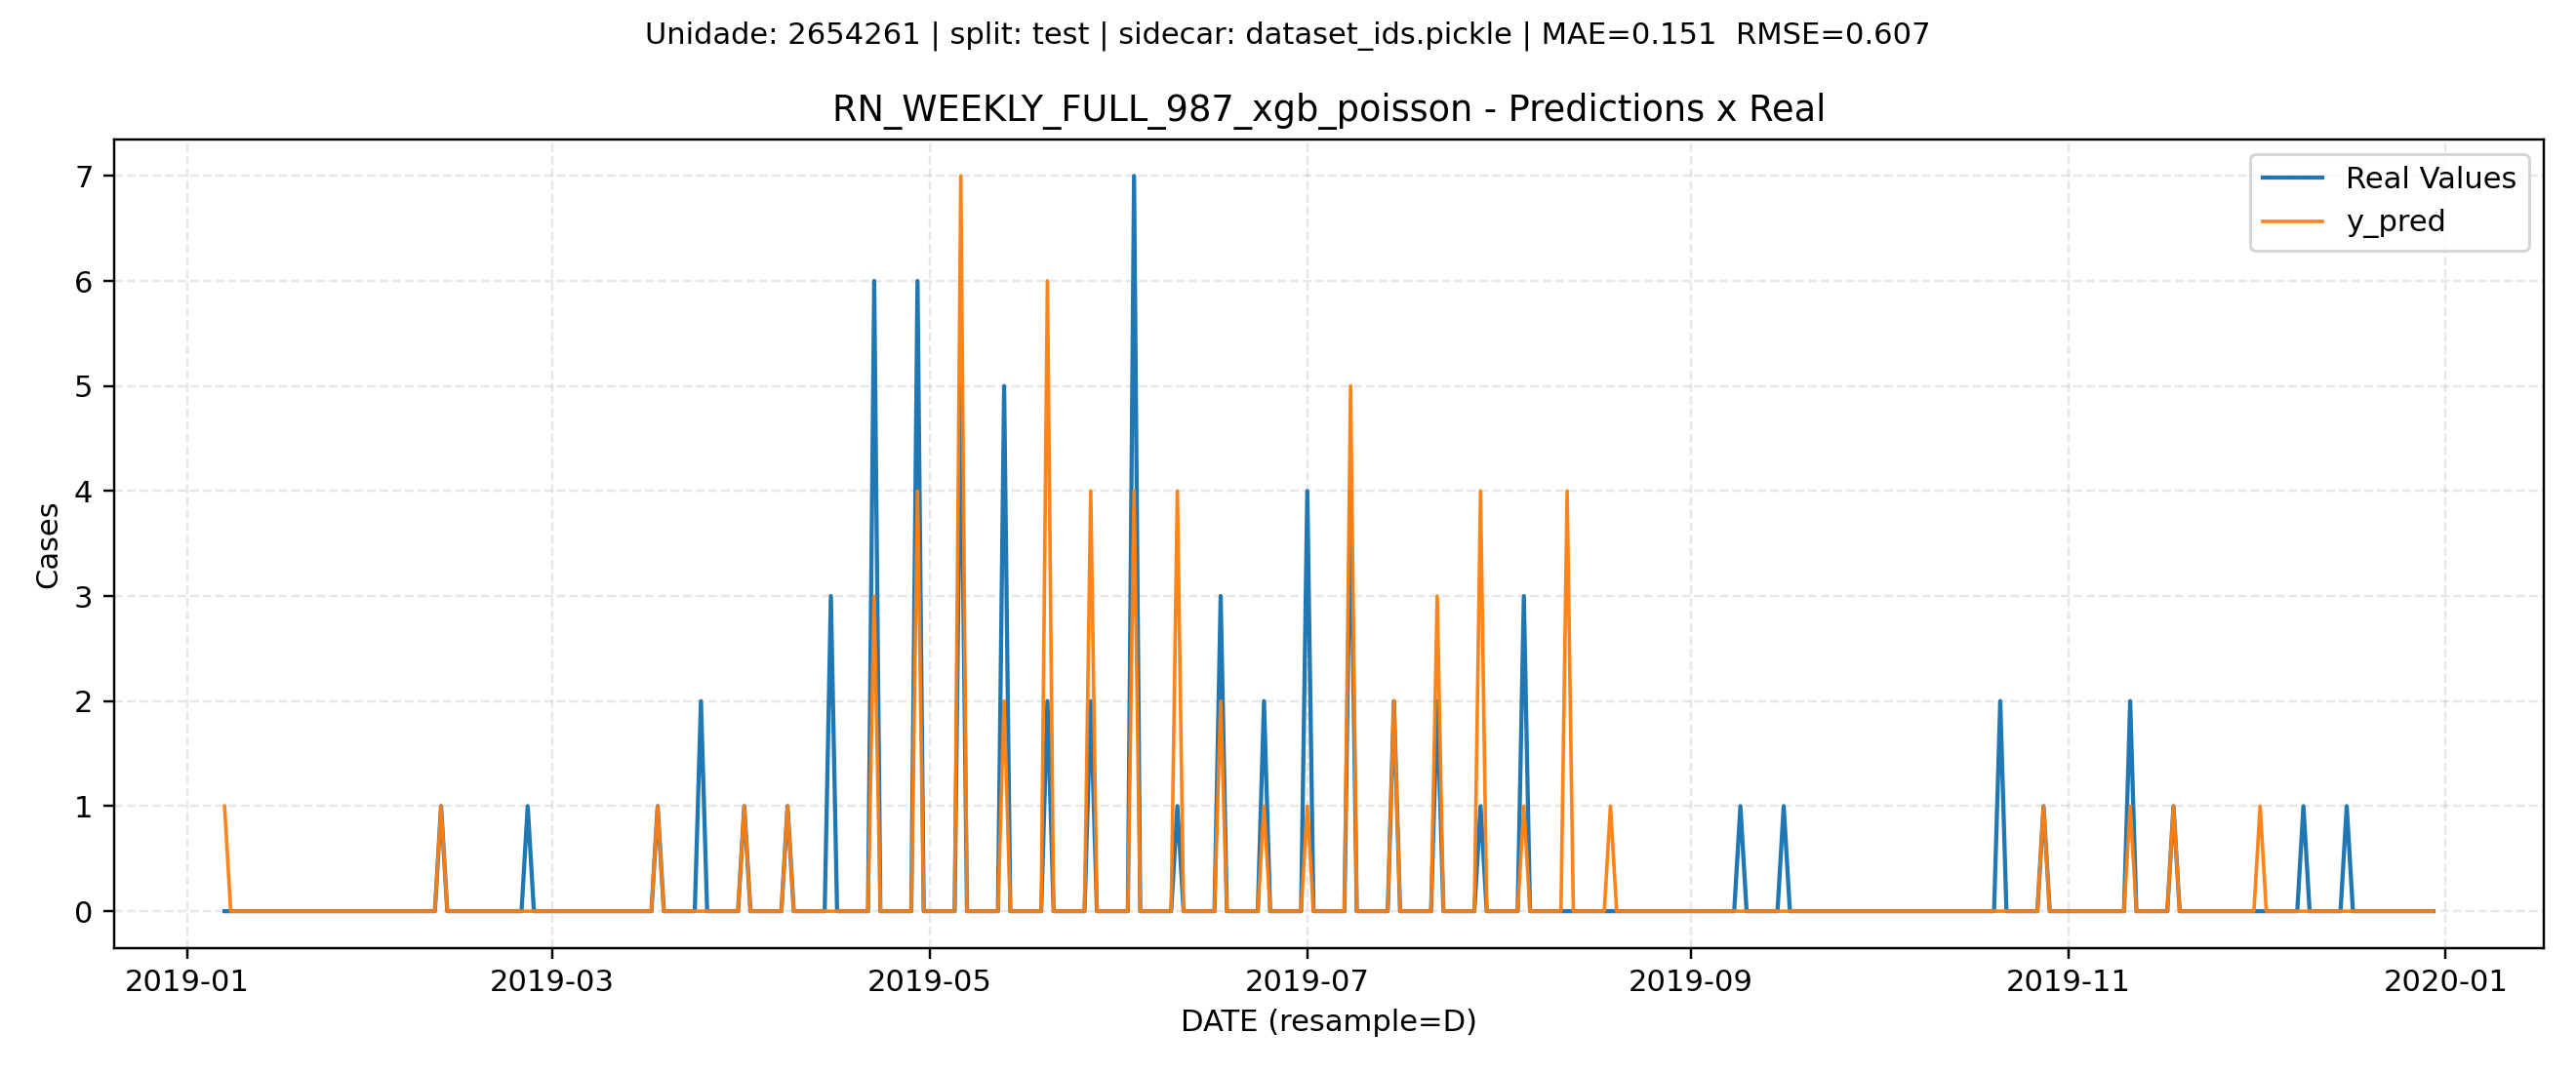 Unidade: 2654261 | split: test | sidecar: dataset_ids.pickle | MAE=0.151  RMSE=0.607
RN_WEEKLY_FULL_987_xgb_poisson - Predictions x Real
Real Values
y_pred
7
6
5
4
3
2
1
0
Cases
2019-01
2019-03
2019-05
2019-07
2019-09
2019-11
2020-01
DATE (resample=D)